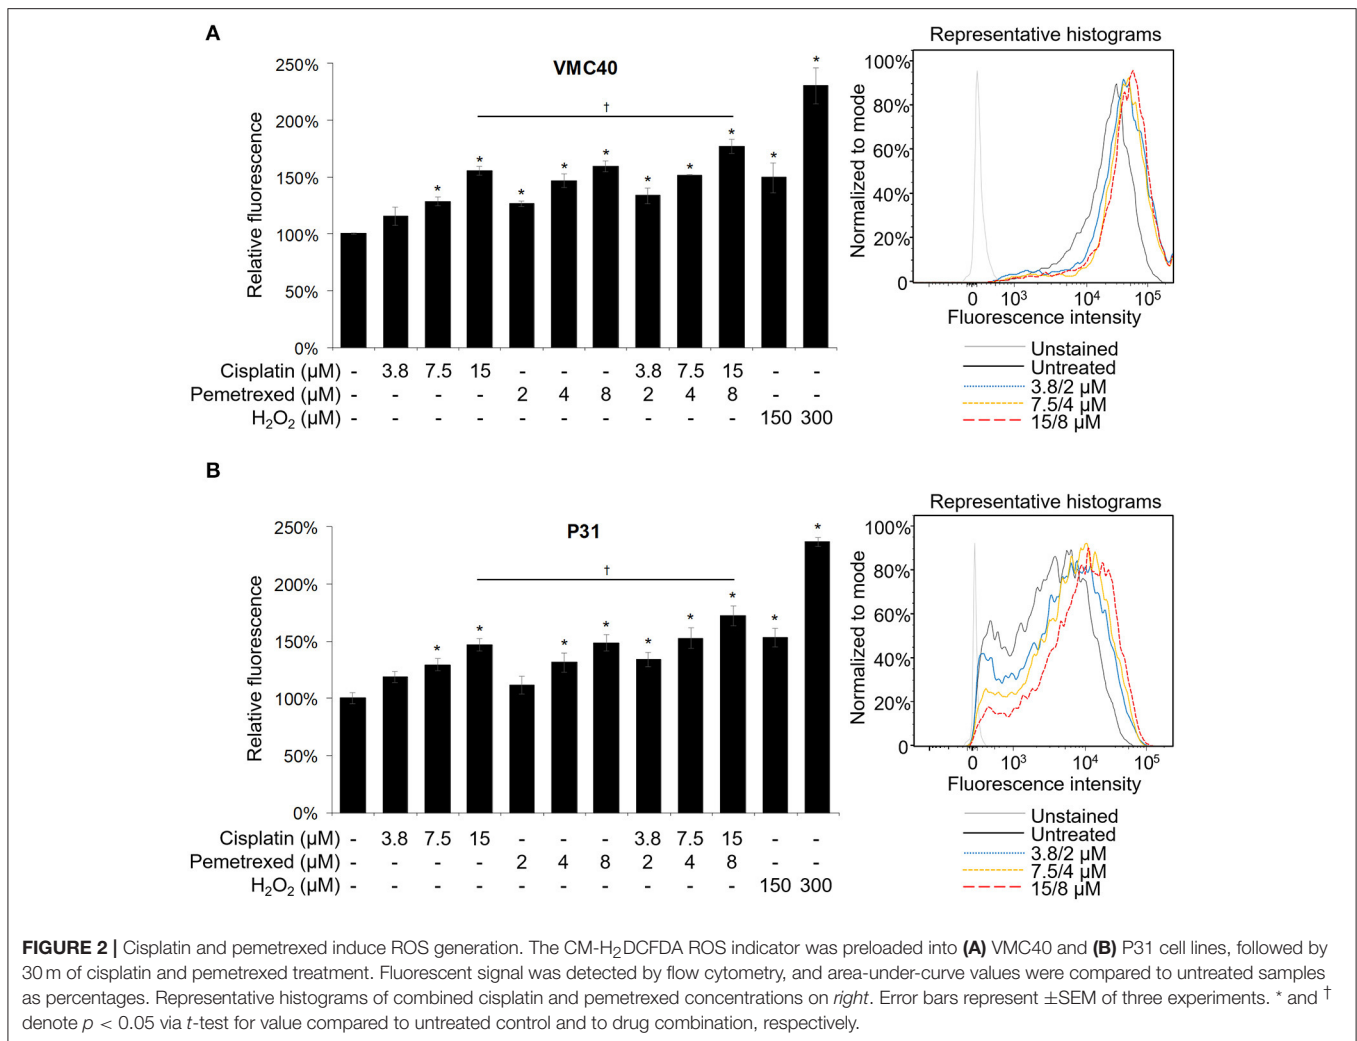 A
VMC40
Relative fluorescence
250%
200%
150%
100%
50%
0%
*
*
*
*
*
*
*
*
*
*
*
†
Cisplatin (µM) - 3.8 7.5 15 - - - 3.8 7.5 15 - -
Pemetrexed (µM) - - - - 2 4 8 2 4 8 - -
H₂O₂ (µM) - - - - - - - - - - 150 300
Representative histograms
Normalized to mode
100%
80%
60%
40%
20%
0
0 10³ 10⁴ 10⁵
Fluorescence intensity
Unstained
Untreated
3.8/2 µM
7.5/4 µM
15/8 µM
B
P31
Relative fluorescence
250%
200%
150%
100%
50%
0%
*
*
*
*
*
*
*
*
*
†
Cisplatin (µM) - 3.8 7.5 15 - - - 3.8 7.5 15 - -
Pemetrexed (µM) - - - - 2 4 8 2 4 8 - -
H₂O₂ (µM) - - - - - - - - - - 150 300
Representative histograms
Normalized to mode
100%
80%
60%
40%
20%
0
0 10³ 10⁴ 10⁵
Fluorescence intensity
Unstained
Untreated
3.8/2 µM
7.5/4 µM
15/8 µM
FIGURE 2 | Cisplatin and pemetrexed induce ROS generation. The CM-H₂DCFDA ROS indicator was preloaded into (A) VMC40 and (B) P31 cell lines, followed by
30 m of cisplatin and pemetrexed treatment. Fluorescent signal was detected by flow cytometry, and area-under-curve values were compared to untreated samples
as percentages. Representative histograms of combined cisplatin and pemetrexed concentrations on right. Error bars represent ±SEM of three experiments. * and †
denote p < 0.05 via t-test for value compared to untreated control and to drug combination, respectively.